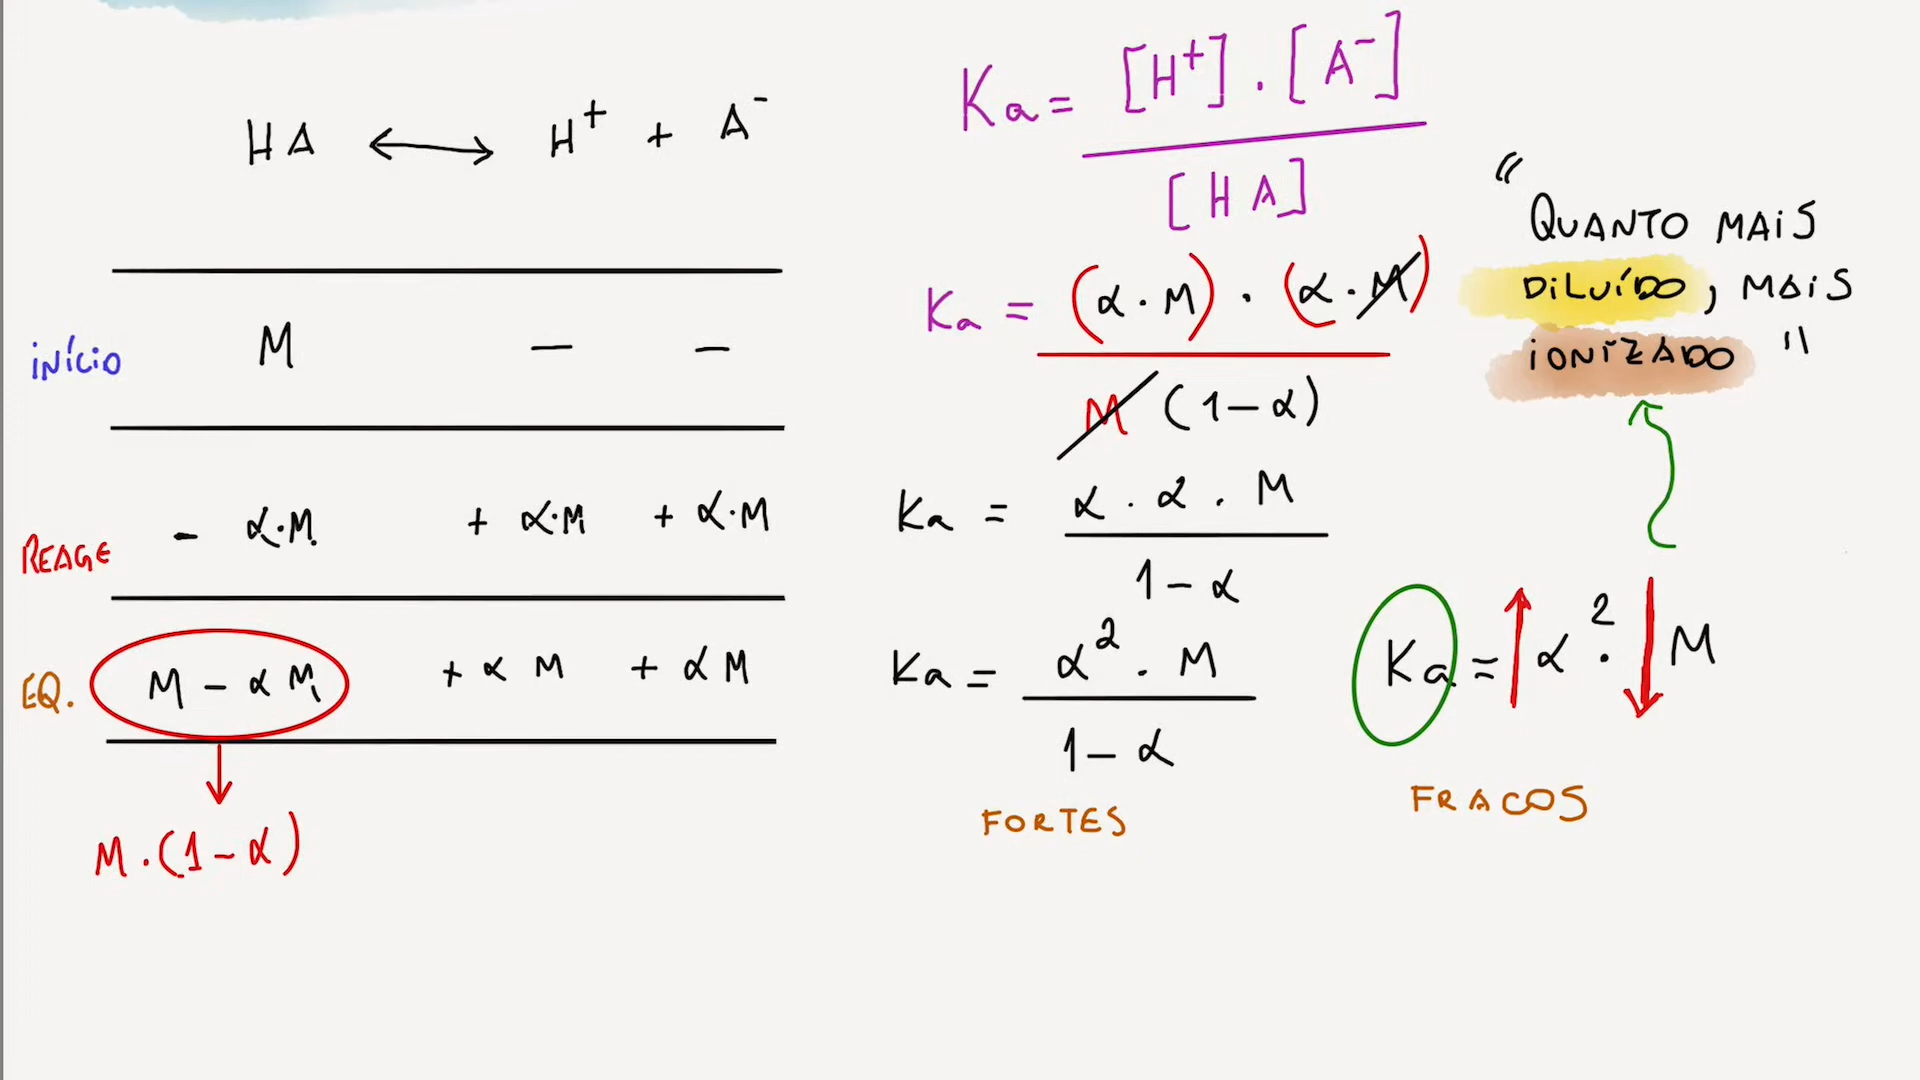 HA ⟷ H⁺ + A⁻
INÍCIO M — —
REAGE - α·M + α·M + α·M
EQ. M - αM + αM + αM
M·(1-α)
Ka = [H⁺]·[A⁻] / [HA]
Ka = (α·M)·(α·M) / M(1-α)
Ka = α·α·M / 1-α
Ka = α²·M / 1-α
FORTES
"QUANTO MAIS
DILUÍDO, MAIS
IONIZADO"
Ka = ↑α²·↓M
FRACOS